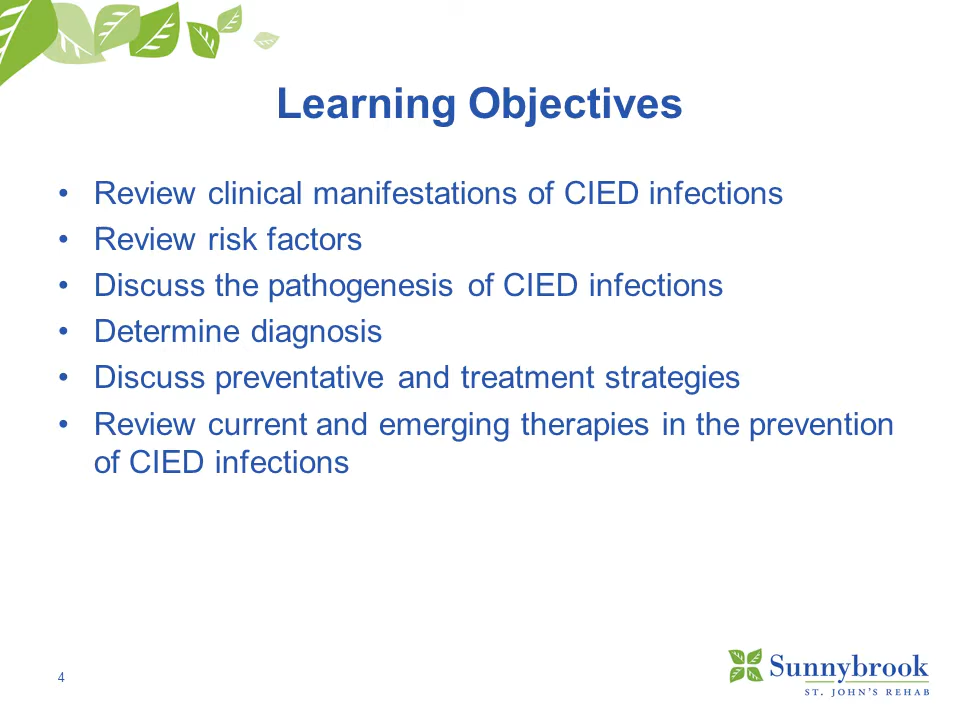 Learning Objectives
• Review clinical manifestations of CIED infections
• Review risk factors
• Discuss the pathogenesis of CIED infections
• Determine diagnosis
• Discuss preventative and treatment strategies
• Review current and emerging therapies in the prevention
of CIED infections
4
Sunnybrook
ST. JOHN'S REHAB